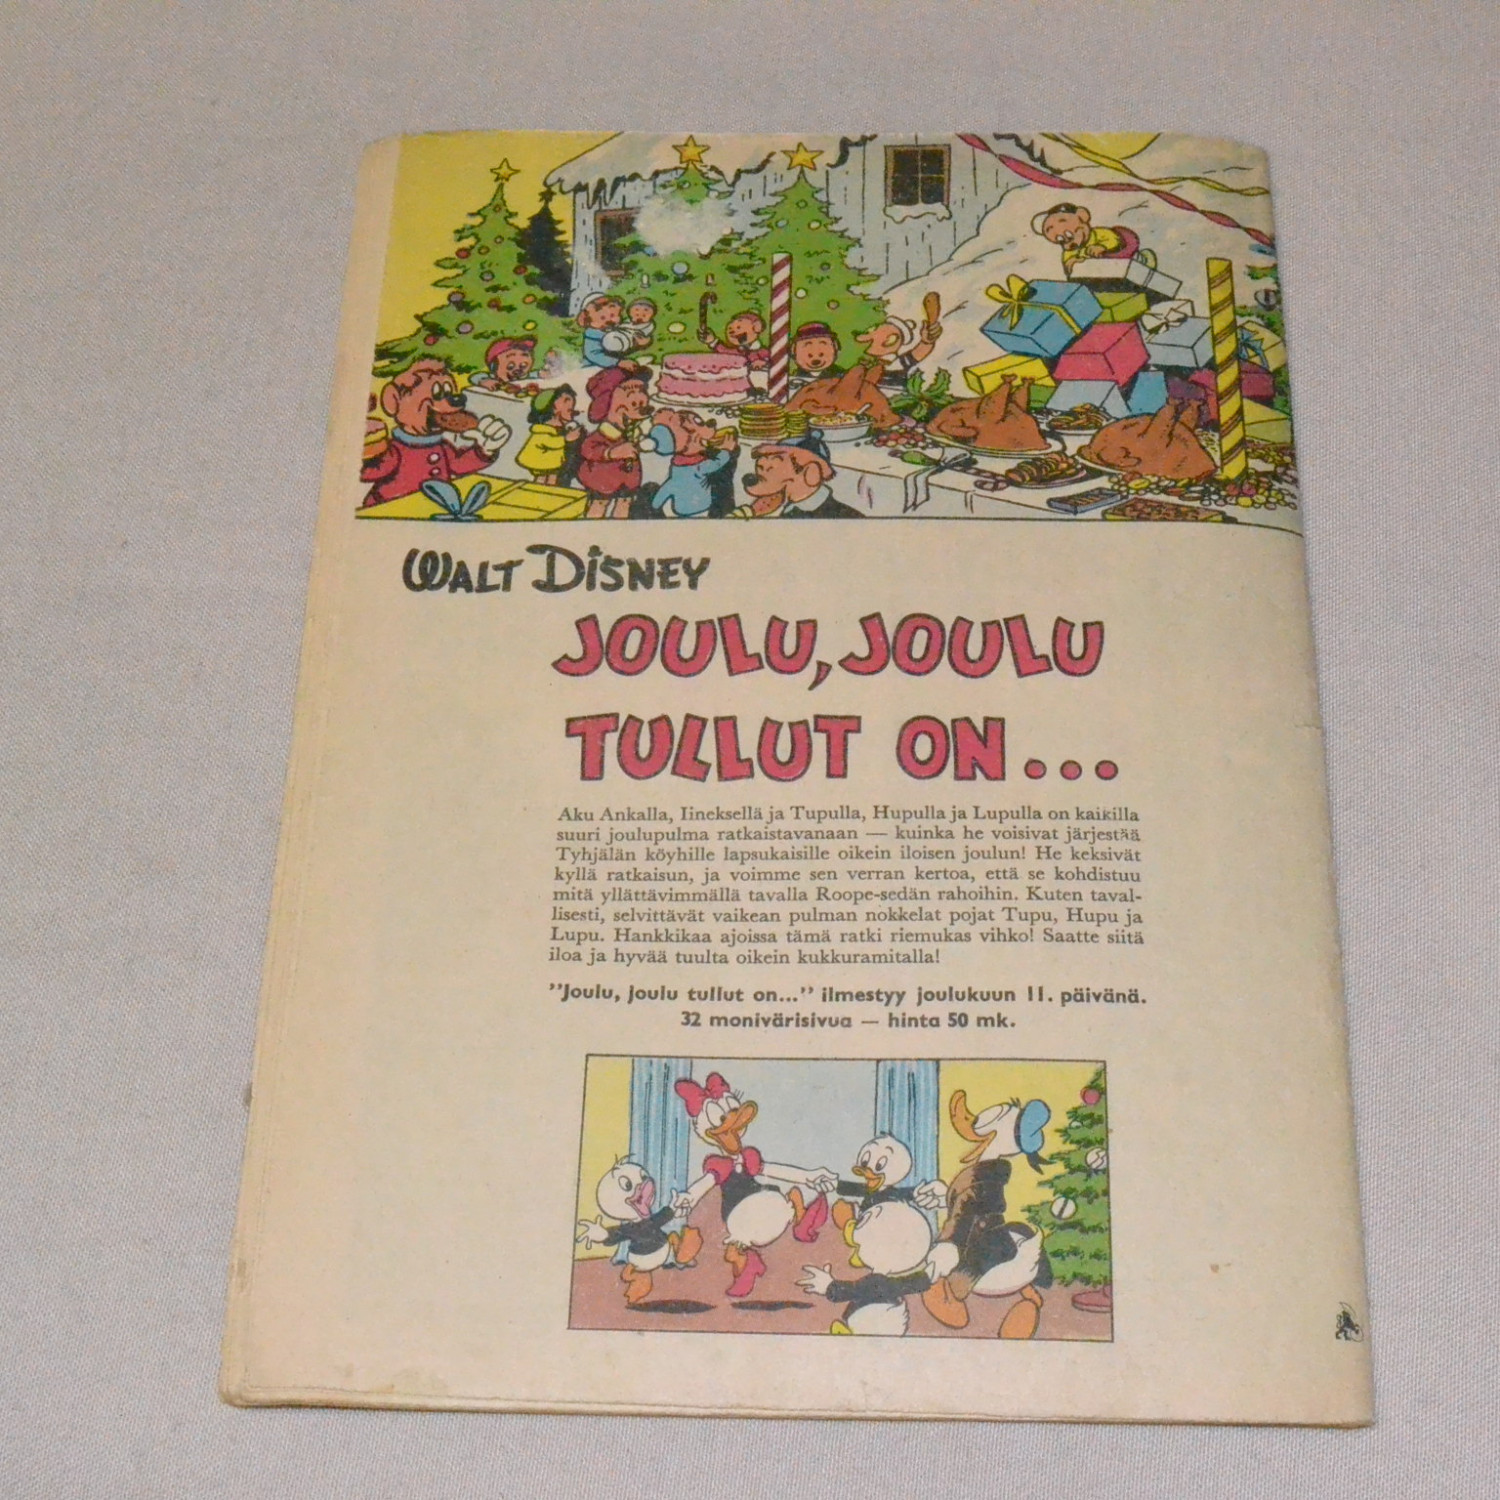 WALT DISNEY
JOULU, JOULU
TULLUT ON...
Aku Ankalla, Iineksellä ja Tupulla, Hupulla ja Lupulla on kaikilla
suuri joulupulma ratkaistavanaan — kuinka he voisivat järjestää
Tyhjälän köyhille lapsukaisille oikein iloisen joulun! He keksivät
kyllä ratkaisun, ja voimme sen verran kertoa, että se kohdistuu
mitä yllättävimmällä tavalla Roope-sedän rahoihin. Kuten taval-
lisesti, selvittävät vaikean pulman nokkelat pojat Tupu, Hupu ja
Lupu. Hankkikaa ajoissa tämä ratki riemukas vihko! Saatte siitä
iloa ja hyvää tuulta oikein kukkuramitalla!
”Joulu, joulu tullut on...” ilmestyy joulukuun 11. päivänä.
32 monivärisivua — hinta 50 mk.